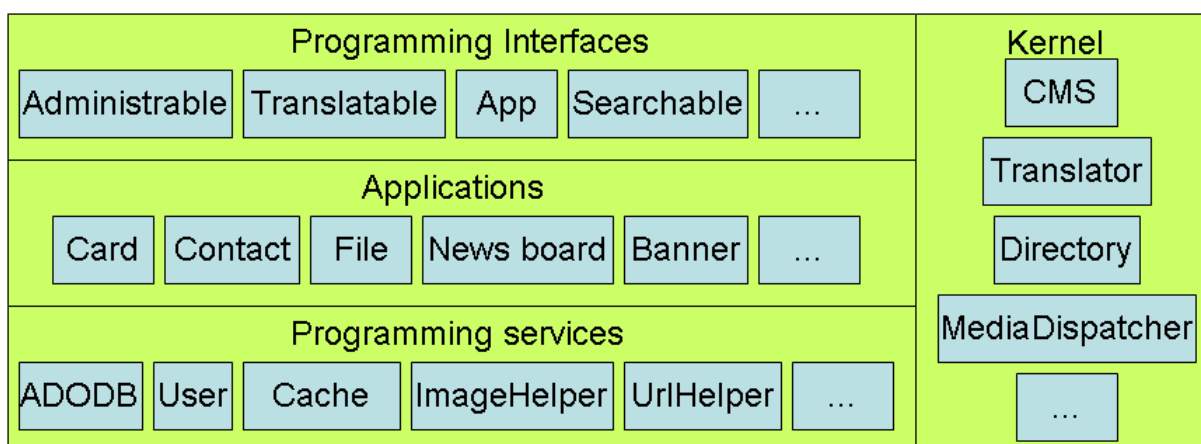 Programming Interfaces
Administrable Translatable App Searchable ...
Applications
Card Contact File News board Banner ...
Programming services
ADODB User Cache ImageHelper UrlHelper ...
Kernel
CMS
Translator
Directory
MediaDispatcher
...